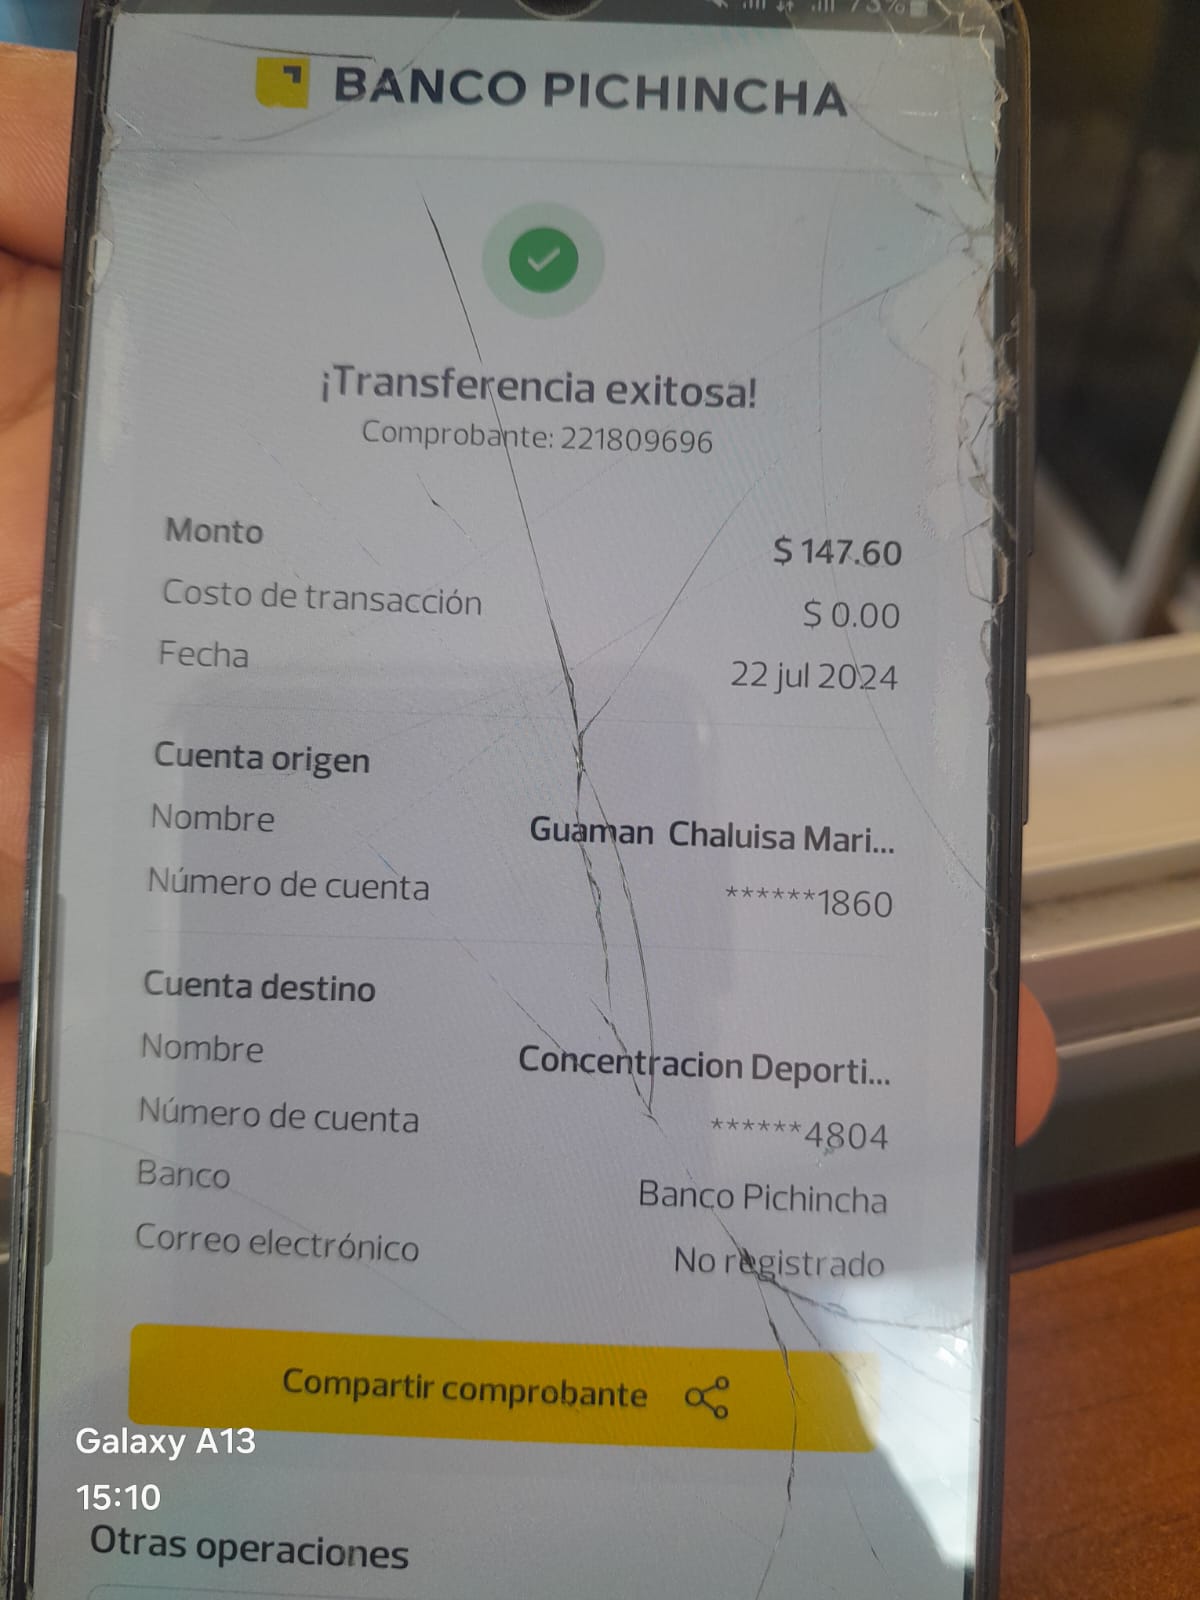 BANCO PICHINCHA
¡Transferencia exitosa!
Comprobante: 221809696
Monto $ 147.60
Costo de transacción $ 0.00
Fecha 22 jul 2024
Cuenta origen
Nombre Guaman Chaluisa Mari...
Número de cuenta ******1860
Cuenta destino
Nombre Concentracion Deporti...
Número de cuenta ******4804
Banco Banco Pichincha
Correo electrónico No registrado
Compartir comprobante
Galaxy A13
15:10
Otras operaciones